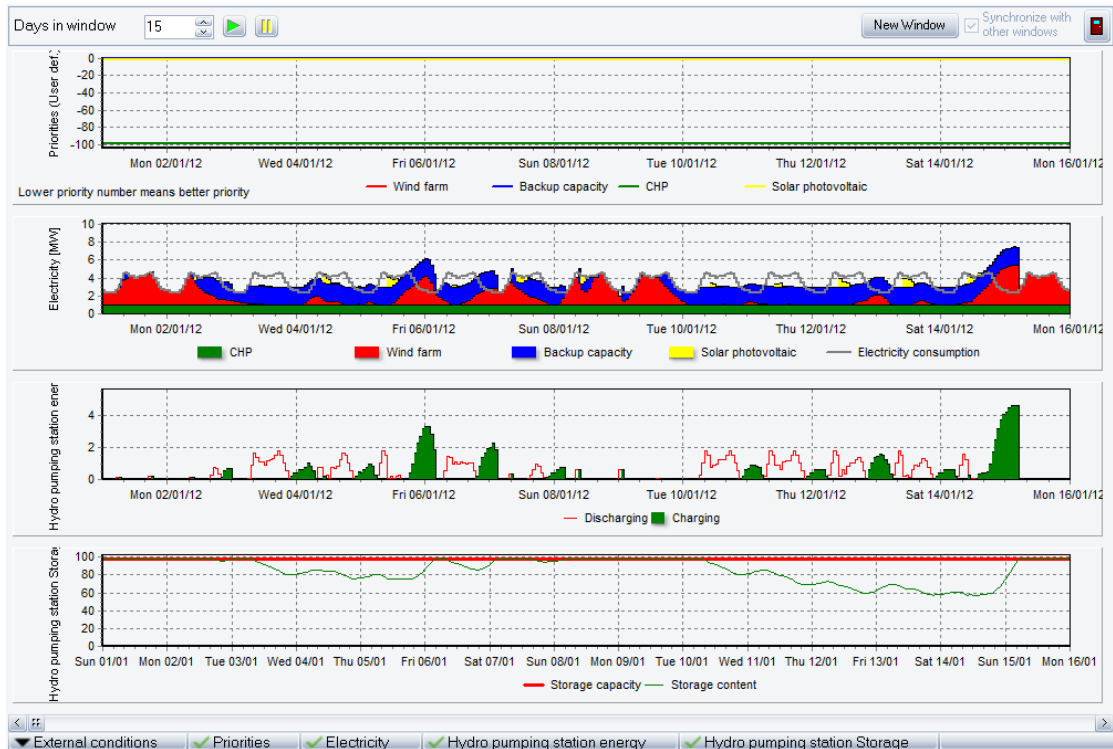 Days in window 15 New Window Synchronize with
other windows
Priorities (User def.)
0
-20
-40
-60
-80
-100
Mon 02/01/12 Wed 04/01/12 Fri 06/01/12 Sun 08/01/12 Tue 10/01/12 Thu 12/01/12 Sat 14/01/12 Mon 16/01/12
Lower priority number means better priority Wind farm Backup capacity CHP Solar photovoltaic
Electricity [MW]
10
8
6
4
2
0
Mon 02/01/12 Wed 04/01/12 Fri 06/01/12 Sun 08/01/12 Tue 10/01/12 Thu 12/01/12 Sat 14/01/12 Mon 16/01/12
CHP Wind farm Backup capacity Solar photovoltaic Electricity consumption
Hydro pumping station ener
4
2
0
Mon 02/01/12 Wed 04/01/12 Fri 06/01/12 Sun 08/01/12 Tue 10/01/12 Thu 12/01/12 Sat 14/01/12 Mon 16/01/12
Discharging Charging
Hydro pumping station Stora
100
80
60
40
20
0
Sun 01/01 Mon 02/01 Tue 03/01 Wed 04/01 Thu 05/01 Fri 06/01 Sat 07/01 Sun 08/01 Mon 09/01 Tue 10/01 Wed 11/01 Thu 12/01 Fri 13/01 Sat 14/01 Sun 15/01 Mon 16/01
Storage capacity Storage content
External conditions Priorities Electricity Hydro pumping station energy Hydro pumping station Storage